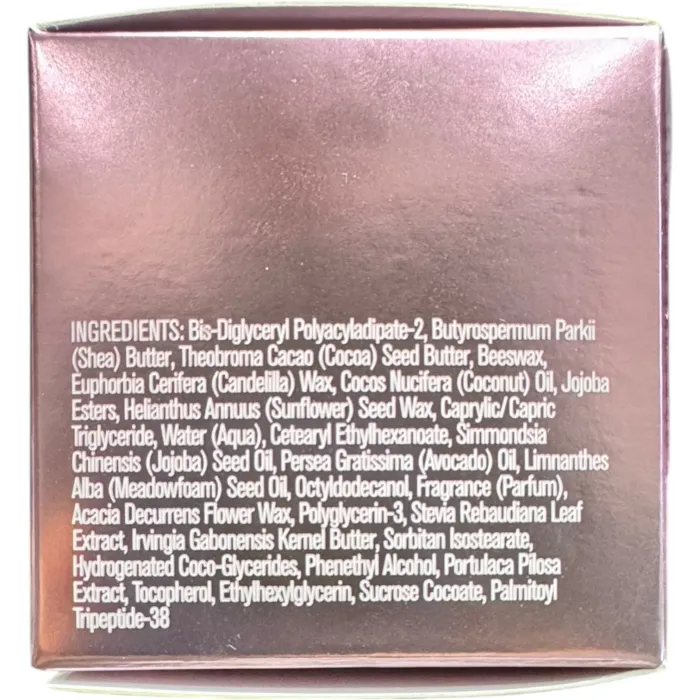 INGREDIENTS: Bis-Diglyceryl Polyacyladipate-2, Butyrospermum Parkii
(Shea) Butter, Theobroma Cacao (Cocoa) Seed Butter, Beeswax,
Euphorbia Cerifera (Candelilla) Wax, Cocos Nucifera (Coconut) Oil, Jojoba
Esters, Helianthus Annuus (Sunflower) Seed Wax, Caprylic/Capric
Triglyceride, Water (Aqua), Cetearyl Ethylhexanoate, Simmondsia
Chinensis (Jojoba) Seed Oil, Persea Gratissima (Avocado) Oil, Limnanthes
Alba (Meadowfoam) Seed Oil, Octyldodecanol, Fragrance (Parfum),
Acacia Decurrens Flower Wax, Polyglycerin-3, Stevia Rebaudiana Leaf
Extract, Irvingia Gabonensis Kernel Butter, Sorbitan Isostearate,
Hydrogenated Coco-Glycerides, Phenethyl Alcohol, Portulaca Pilosa
Extract, Tocopherol, Ethylhexylglycerin, Sucrose Cocoate, Palmitoyl
Tripeptide-38